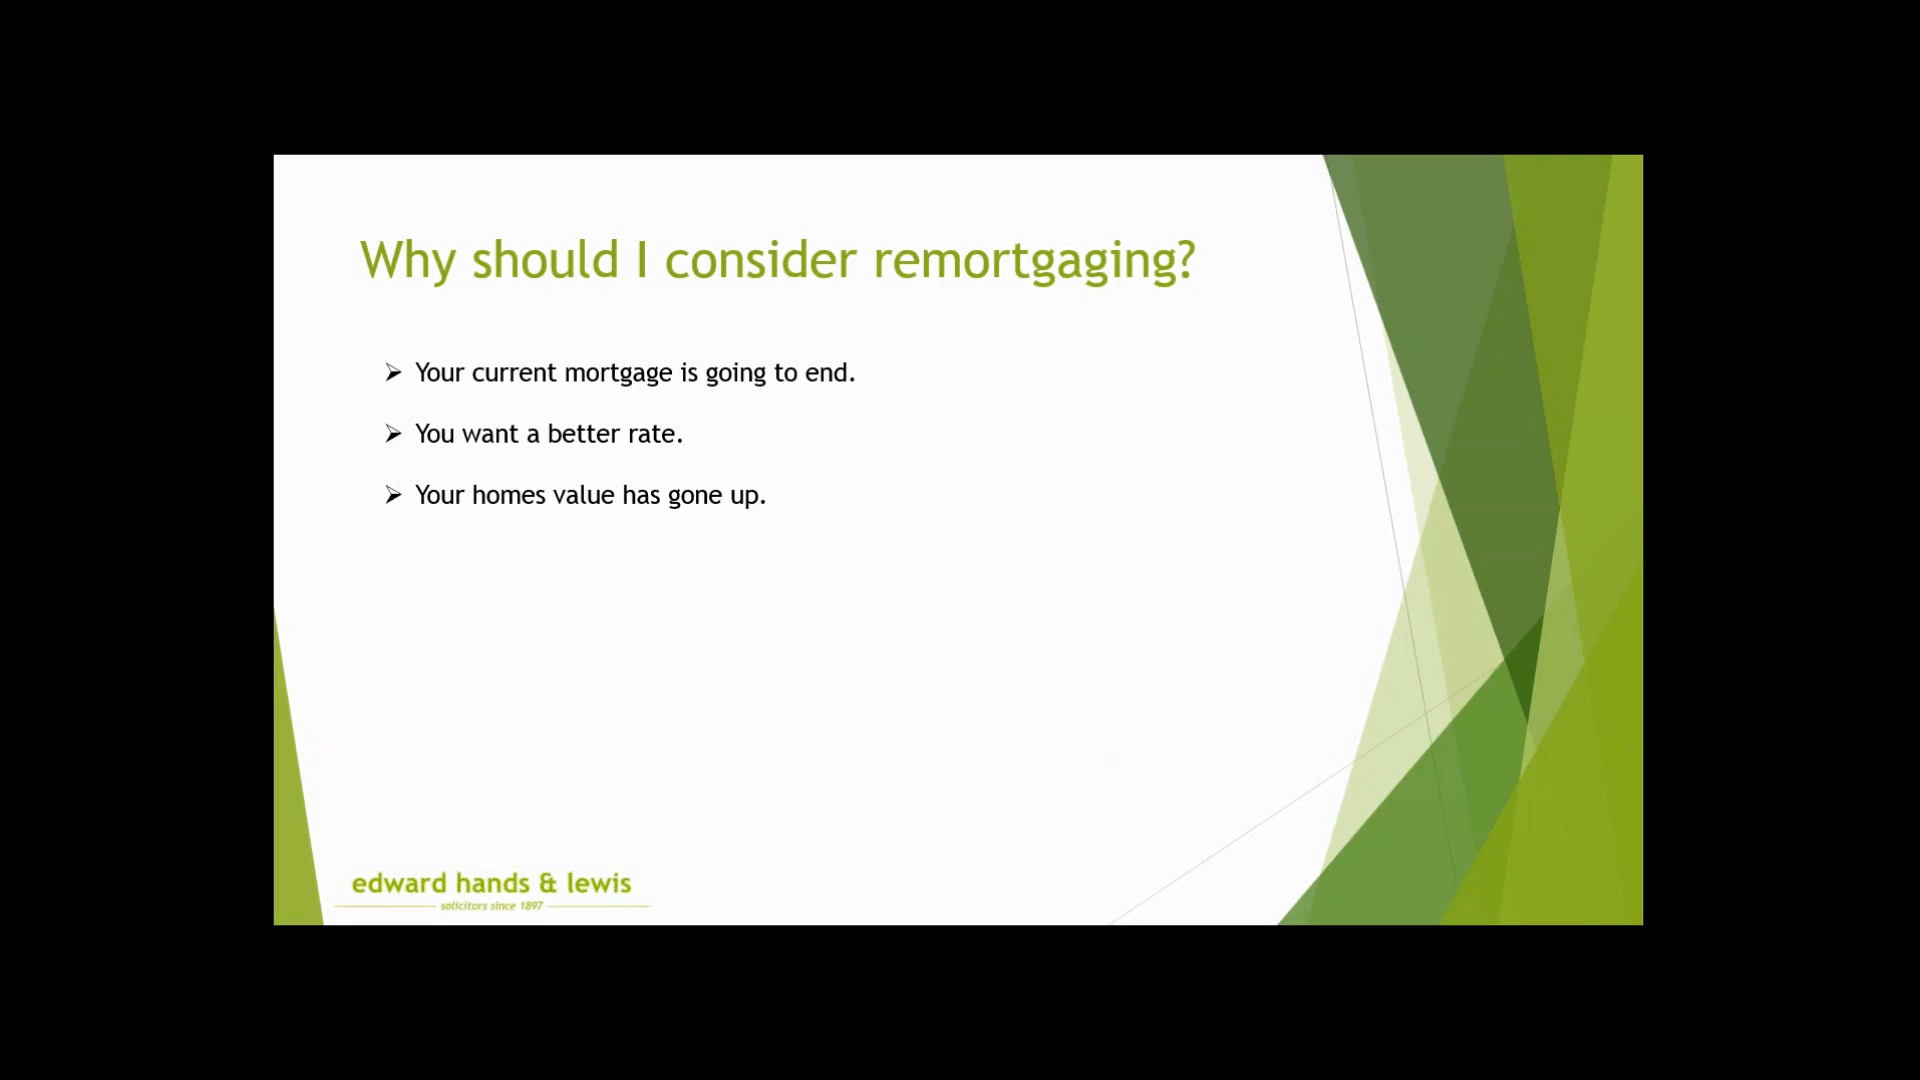 Why should I consider remortgaging?
Your current mortgage is going to end.
You want a better rate.
Your homes value has gone up.
edward hands & lewis
solicitors since 1897